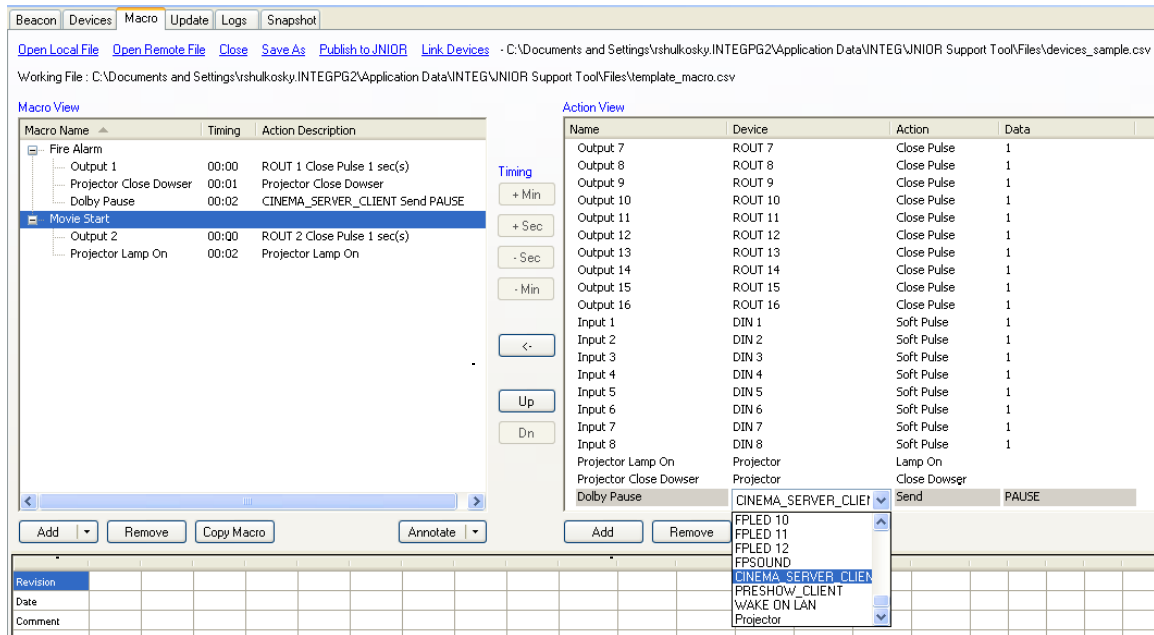 Beacon Devices Macro Update Logs Snapshot
Open Local File Open Remote File Close Save As Publish to JNIOR Link Devices - C:\Documents and Settings\rshulkosky.INTEGPG2\Application Data\INTEG\JNIOR Support Tool\Files\devices_sample.csv
Working File : C:\Documents and Settings\rshulkosky.INTEGPG2\Application Data\INTEG\JNIOR Support Tool\Files\template_macro.csv
Macro View
Macro Name Timing Action Description
Fire Alarm
Output 1 00:00 ROUT 1 Close Pulse 1 sec(s)
Projector Close Dowser 00:01 Projector Close Dowser
Dolby Pause 00:02 CINEMA_SERVER_CLIENT Send PAUSE
Movie Start
Output 2 00:00 ROUT 2 Close Pulse 1 sec(s)
Projector Lamp On 00:02 Projector Lamp On
Add Remove Copy Macro Annotate
Timing
+ Min
+ Sec
- Sec
- Min
<-
Up
Dn
Action View
Name Device Action Data
Output 7 ROUT 7 Close Pulse 1
Output 8 ROUT 8 Close Pulse 1
Output 9 ROUT 9 Close Pulse 1
Output 10 ROUT 10 Close Pulse 1
Output 11 ROUT 11 Close Pulse 1
Output 12 ROUT 12 Close Pulse 1
Output 13 ROUT 13 Close Pulse 1
Output 14 ROUT 14 Close Pulse 1
Output 15 ROUT 15 Close Pulse 1
Output 16 ROUT 16 Close Pulse 1
Input 1 DIN 1 Soft Pulse 1
Input 2 DIN 2 Soft Pulse 1
Input 3 DIN 3 Soft Pulse 1
Input 4 DIN 4 Soft Pulse 1
Input 5 DIN 5 Soft Pulse 1
Input 6 DIN 6 Soft Pulse 1
Input 7 DIN 7 Soft Pulse 1
Input 8 DIN 8 Soft Pulse 1
Projector Lamp On Projector Lamp On
Projector Close Dowser Projector Close Dowser
Dolby Pause CINEMA_SERVER_CLIEN Send PAUSE
Add Remove
FPLED 10
FPLED 11
FPLED 12
FPSOUND
CINEMA_SERVER_CLIEN
PRESHOW_CLIENT
WAKE ON LAN
Projector
Revision
Date
Comment